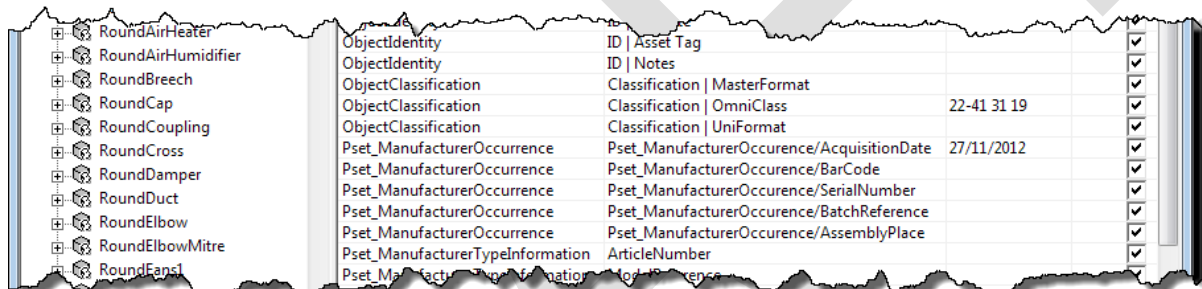 RoundAirHeater
RoundAirHumidifier
RoundBreech
RoundCap
RoundCoupling
RoundCross
RoundDamper
RoundDuct
RoundElbow
RoundElbowMitre
RoundFans1
ObjectIdentity ID | Asset Tag
ObjectIdentity ID | Notes
ObjectClassification Classification | MasterFormat
ObjectClassification Classification | OmniClass 22-41 31 19
ObjectClassification Classification | UniFormat
Pset_ManufacturerOccurrence Pset_ManufacturerOccurence/AcquisitionDate 27/11/2012
Pset_ManufacturerOccurrence Pset_ManufacturerOccurence/BarCode
Pset_ManufacturerOccurrence Pset_ManufacturerOccurence/SerialNumber
Pset_ManufacturerOccurrence Pset_ManufacturerOccurence/BatchReference
Pset_ManufacturerOccurrence Pset_ManufacturerOccurence/AssemblyPlace
Pset_ManufacturerTypeInformation ArticleNumber